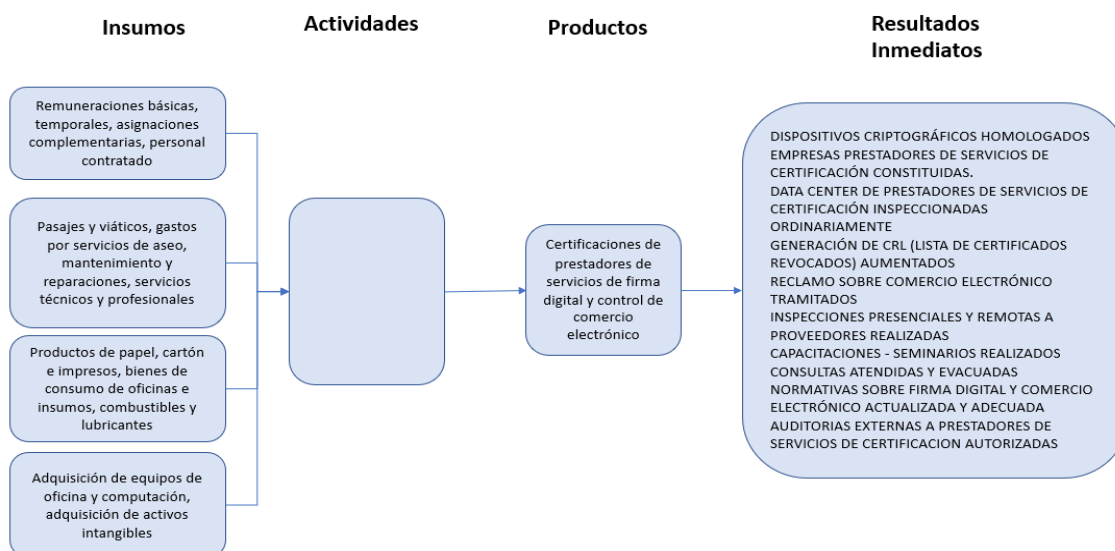 Insumos
Actividades
Productos
Resultados
Inmediatos
Remuneraciones básicas,
temporales, asignaciones
complementarias, personal
contratado
Pasajes y viáticos, gastos
por servicios de aseo,
mantenimiento y
reparaciones, servicios
técnicos y profesionales
Productos de papel, cartón
e impresos, bienes de
consumo de oficinas e
insumos, combustibles y
lubricantes
Adquisición de equipos de
oficina y computación,
adquisición de activos
intangibles
Certificaciones de
prestadores de
servicios de firma
digital y control de
comercio
electrónico
DISPOSITIVOS CRIPTOGRÁFICOS HOMOLOGADOS
EMPRESAS PRESTADORES DE SERVICIOS DE
CERTIFICACIÓN CONSTITUIDAS.
DATA CENTER DE PRESTADORES DE SERVICIOS DE
CERTIFICACIÓN INSPECCIONADAS
ORDINARIAMENTE
GENERACIÓN DE CRL (LISTA DE CERTIFICADOS
REVOCADOS) AUMENTADOS
RECLAMO SOBRE COMERCIO ELECTRÓNICO
TRAMITADOS
INSPECCIONES PRESENCIALES Y REMOTAS A
PROVEEDORES REALIZADAS
CAPACITACIONES - SEMINARIOS REALIZADOS
CONSULTAS ATENDIDAS Y EVACUADAS
NORMATIVAS SOBRE FIRMA DIGITAL Y COMERCIO
ELECTRÓNICO ACTUALIZADA Y ADECUADA
AUDITORIAS EXTERNAS A PRESTADORES DE
SERVICIOS DE CERTIFICACION AUTORIZADAS